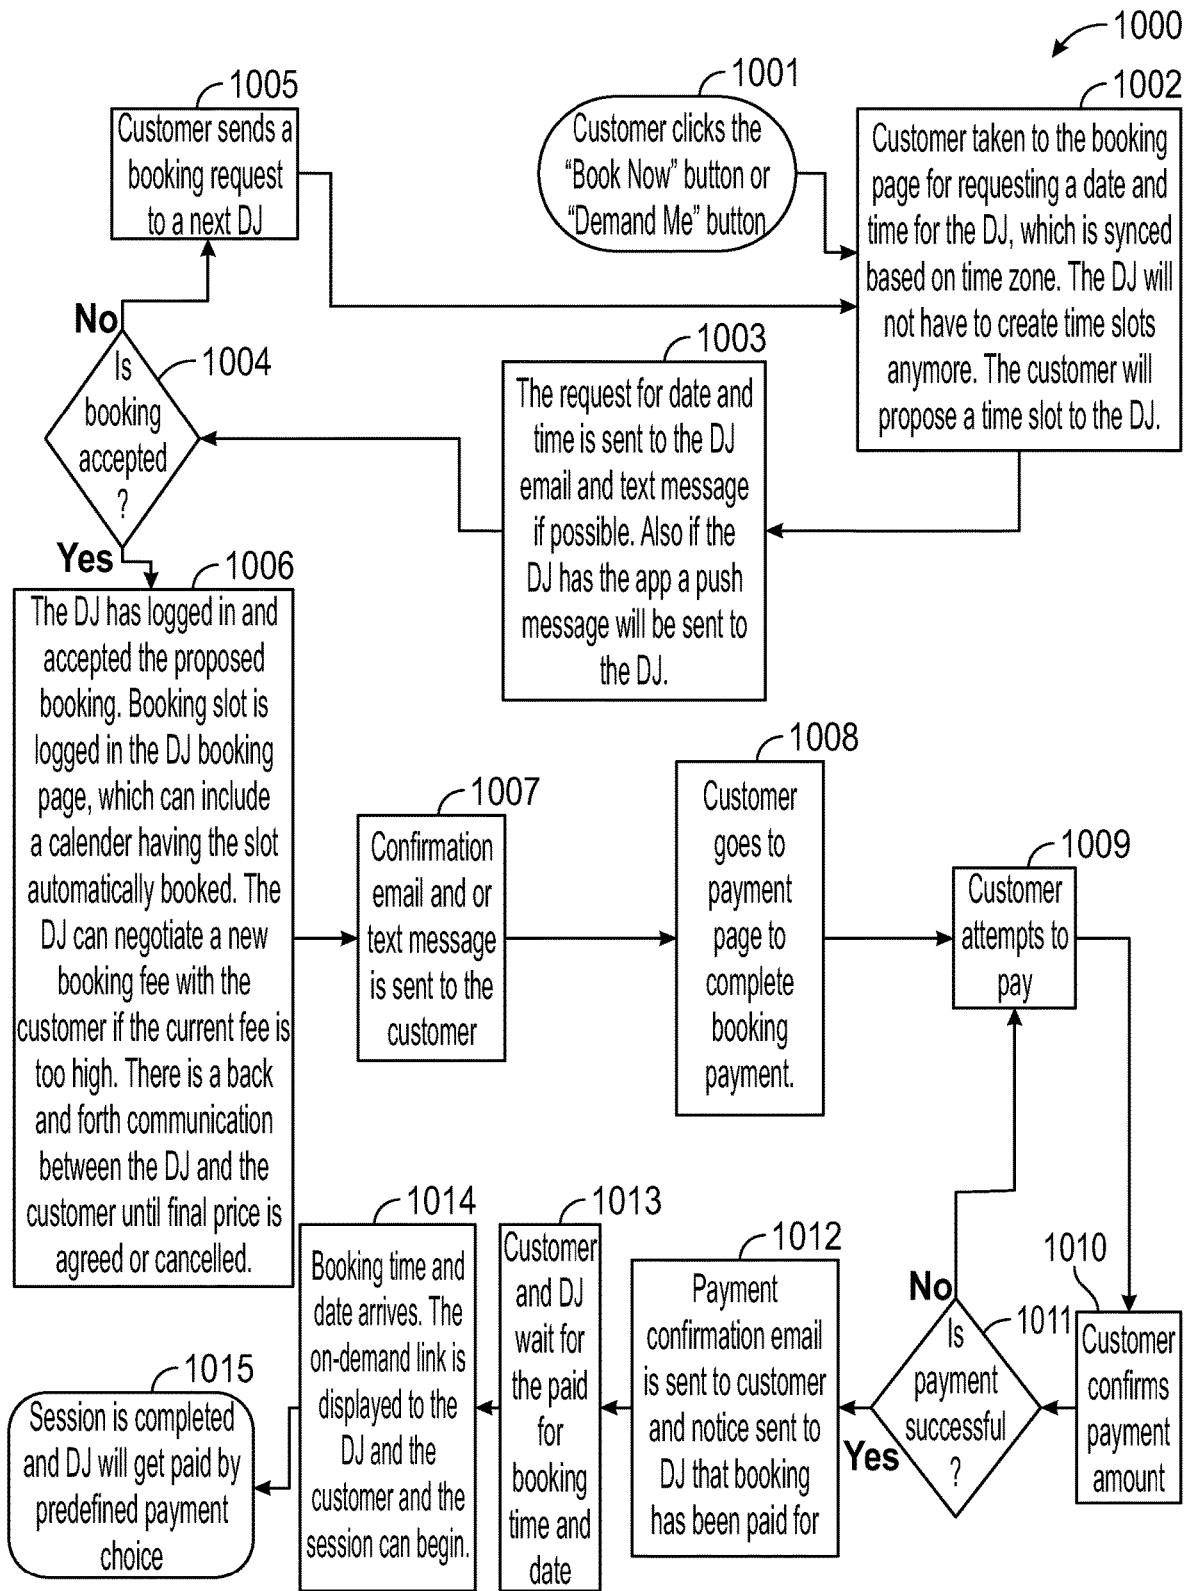 1000
1001
Customer clicks the
“Book Now” button or
“Demand Me” button
1002
Customer taken to the booking
page for requesting a date and
time for the DJ, which is synced
based on time zone. The DJ will
not have to create time slots
anymore. The customer will
propose a time slot to the DJ.
1003
The request for date and
time is sent to the DJ
email and text message
if possible. Also if the
DJ has the app a push
message will be sent to
the DJ.
1004
Is
booking
accepted
?
No
1005
Customer sends a
booking request
to a next DJ
Yes
1006
The DJ has logged in and
accepted the proposed
booking. Booking slot is
logged in the DJ booking
page, which can include
a calender having the slot
automatically booked. The
DJ can negotiate a new
booking fee with the
customer if the current fee is
too high. There is a back
and forth communication
between the DJ and the
customer until final price is
agreed or cancelled.
1007
Confirmation
email and or
text message
is sent to the
customer
1008
Customer
goes to
payment
page to
complete
booking
payment.
1009
Customer
attempts to
pay
1010
Customer
confirms
payment
amount
1011
Is
payment
successful
?
No
Yes
1012
Payment
confirmation email
is sent to customer
and notice sent to
DJ that booking
has been paid for
1013
Customer
and DJ
wait for
the paid
for
booking
time and
date
1014
Booking time and
date arrives. The
on-demand link is
displayed to the
DJ and the
customer and the
session can begin.
1015
Session is completed
and DJ will get paid by
predefined payment
choice